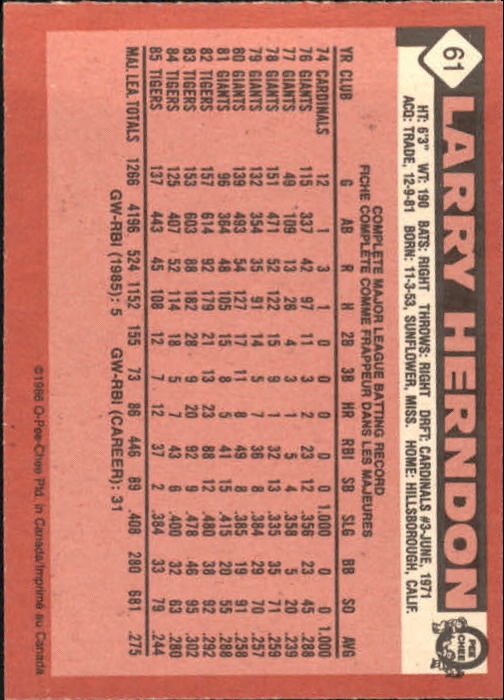 61
LARRY HERNDON
O-PEE-CHEE
HT: 6'3" WT: 190 BATS: RIGHT THROWS: RIGHT DRFT: CARDINALS #3-JUNE, 1971
ACQ: TRADE, 12-9-81 BORN: 11-3-53, SUNFLOWER, MISS. HOME: HILLSBOROUGH, CALIF.
COMPLETE MAJOR LEAGUE BATTING RECORD
FICHE COMPLÈTE COMME FRAPPEUR DANS LES MAJEURES
YR CLUB G AB R H 2B 3B HR RBI SB SLG BB SO AVG
74 CARDINALS 12 1 3 1 0 0 0 0 0 1.000 0 0 1.000
76 GIANTS 115 337 42 97 11 3 2 23 12 .356 23 45 .288
77 GIANTS 49 109 13 26 4 3 1 5 4 .358 5 20 .239
78 GIANTS 151 471 52 122 15 9 1 32 13 .335 35 71 .259
79 GIANTS 132 354 35 91 14 5 7 36 8 .384 29 70 .257
80 GIANTS 139 493 54 127 17 11 8 49 8 .385 19 91 .258
81 GIANTS 96 364 48 105 15 8 5 41 15 .415 20 55 .288
82 TIGERS 157 614 92 179 21 13 23 88 12 .480 38 92 .292
83 TIGERS 153 603 88 182 28 9 20 92 9 .478 46 95 .302
84 TIGERS 125 407 52 114 18 5 7 43 6 .400 32 63 .280
85 TIGERS 137 443 45 108 12 7 12 37 2 .384 33 79 .244
MAJ. LEA. TOTALS 1266 4196 524 1152 155 73 86 446 89 .408 280 681 .275
GW-RBI (1985): 5 GW-RBI (CAREER): 31
©1986 O-Pee-Chee Ptd. in Canada/Imprimé au Canada